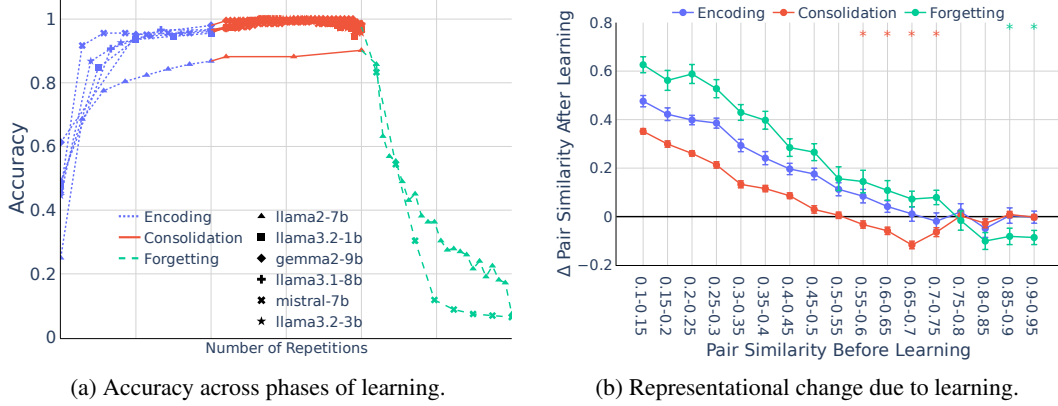 1
0.8
0.6
0.4
0.2
0
Accuracy
Number of Repetitions
Encoding
Consolidation
Forgetting
llama2-7b
llama3.2-1b
gemma2-9b
llama3.1-8b
mistral-7b
llama3.2-3b
(a) Accuracy across phases of learning.
Encoding Consolidation Forgetting
0.8
0.6
0.4
0.2
0
−0.2
Δ Pair Similarity After Learning
* * * * * *
0.1-0.15
0.15-0.2
0.2-0.25
0.25-0.3
0.3-0.35
0.35-0.4
0.4-0.45
0.45-0.5
0.5-0.55
0.55-0.6
0.6-0.65
0.65-0.7
0.7-0.75
0.75-0.8
0.8-0.85
0.85-0.9
0.9-0.95
Pair Similarity Before Learning
(b) Representational change due to learning.